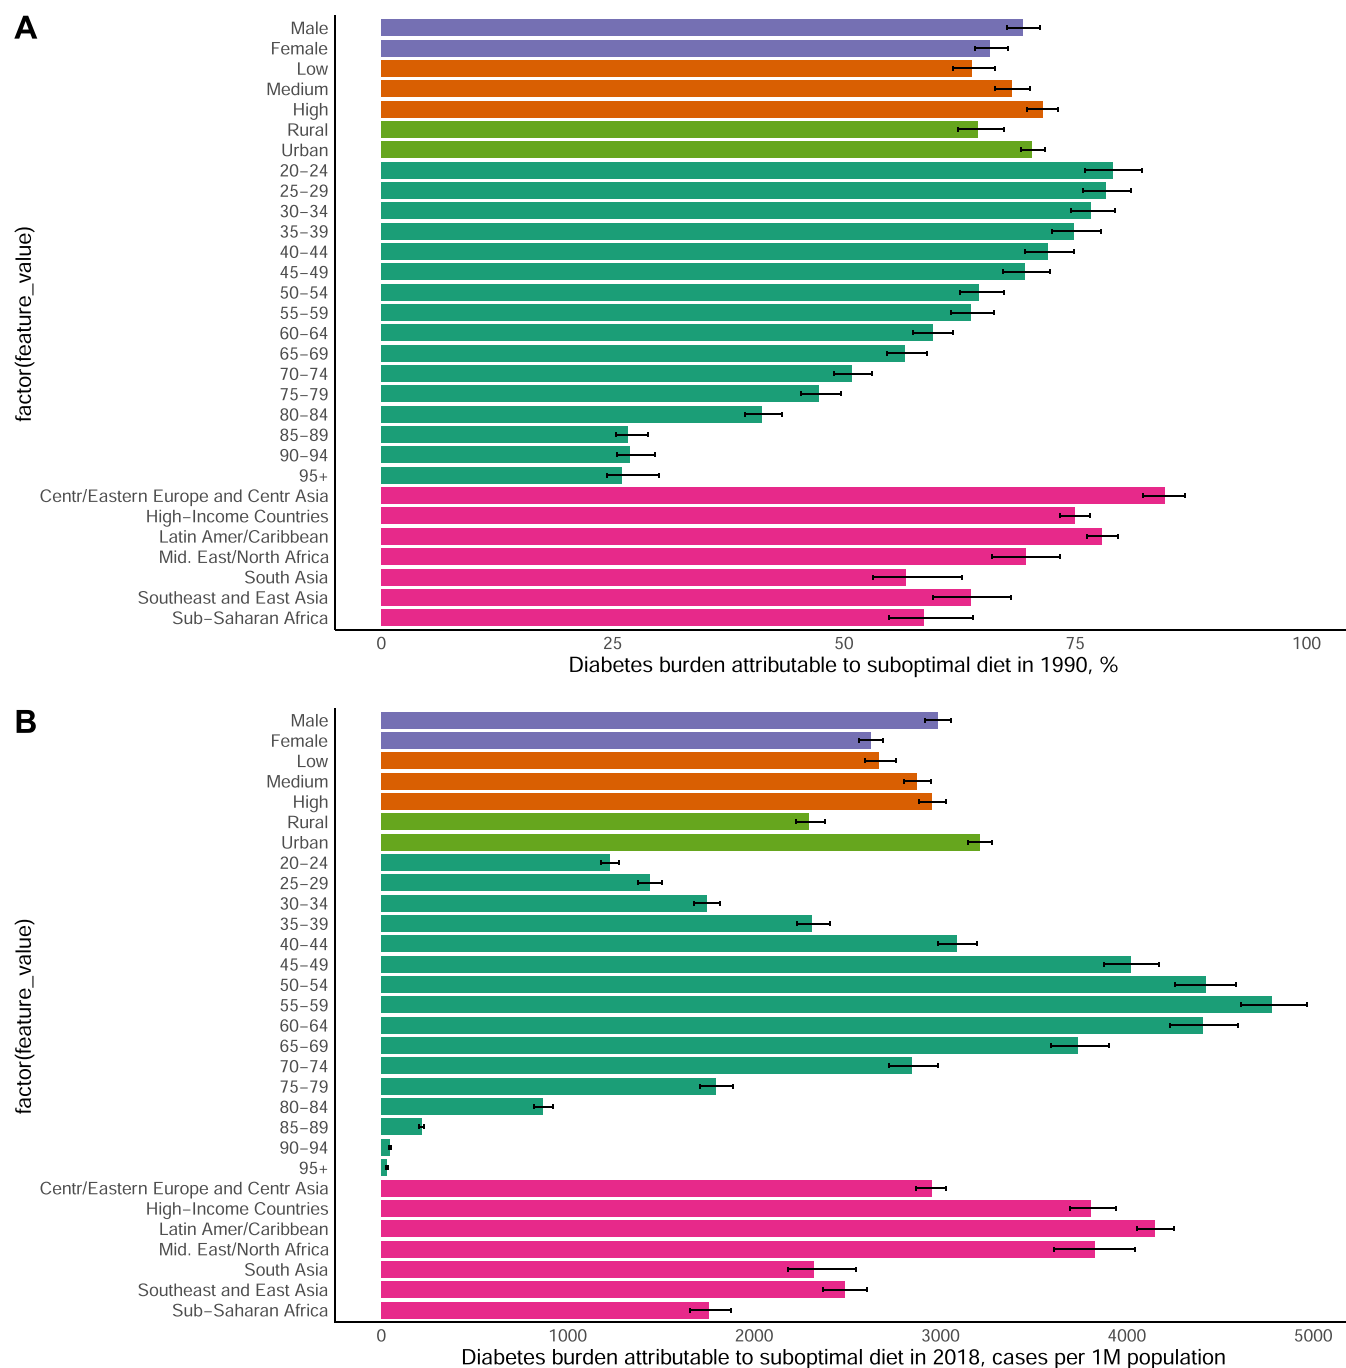 A
Male
Female
Low
Medium
High
Rural
Urban
20−24
25−29
30−34
35−39
40−44
45−49
50−54
55−59
60−64
65−69
70−74
75−79
80−84
85−89
90−94
95+
Centr/Eastern Europe and Centr Asia
High−Income Countries
Latin Amer/Caribbean
Mid. East/North Africa
South Asia
Southeast and East Asia
Sub−Saharan Africa
factor(feature_value)
0 25 50 75 100
Diabetes burden attributable to suboptimal diet in 1990, %
B
Male
Female
Low
Medium
High
Rural
Urban
20−24
25−29
30−34
35−39
40−44
45−49
50−54
55−59
60−64
65−69
70−74
75−79
80−84
85−89
90−94
95+
Centr/Eastern Europe and Centr Asia
High−Income Countries
Latin Amer/Caribbean
Mid. East/North Africa
South Asia
Southeast and East Asia
Sub−Saharan Africa
factor(feature_value)
0 1000 2000 3000 4000 5000
Diabetes burden attributable to suboptimal diet in 2018, cases per 1M population